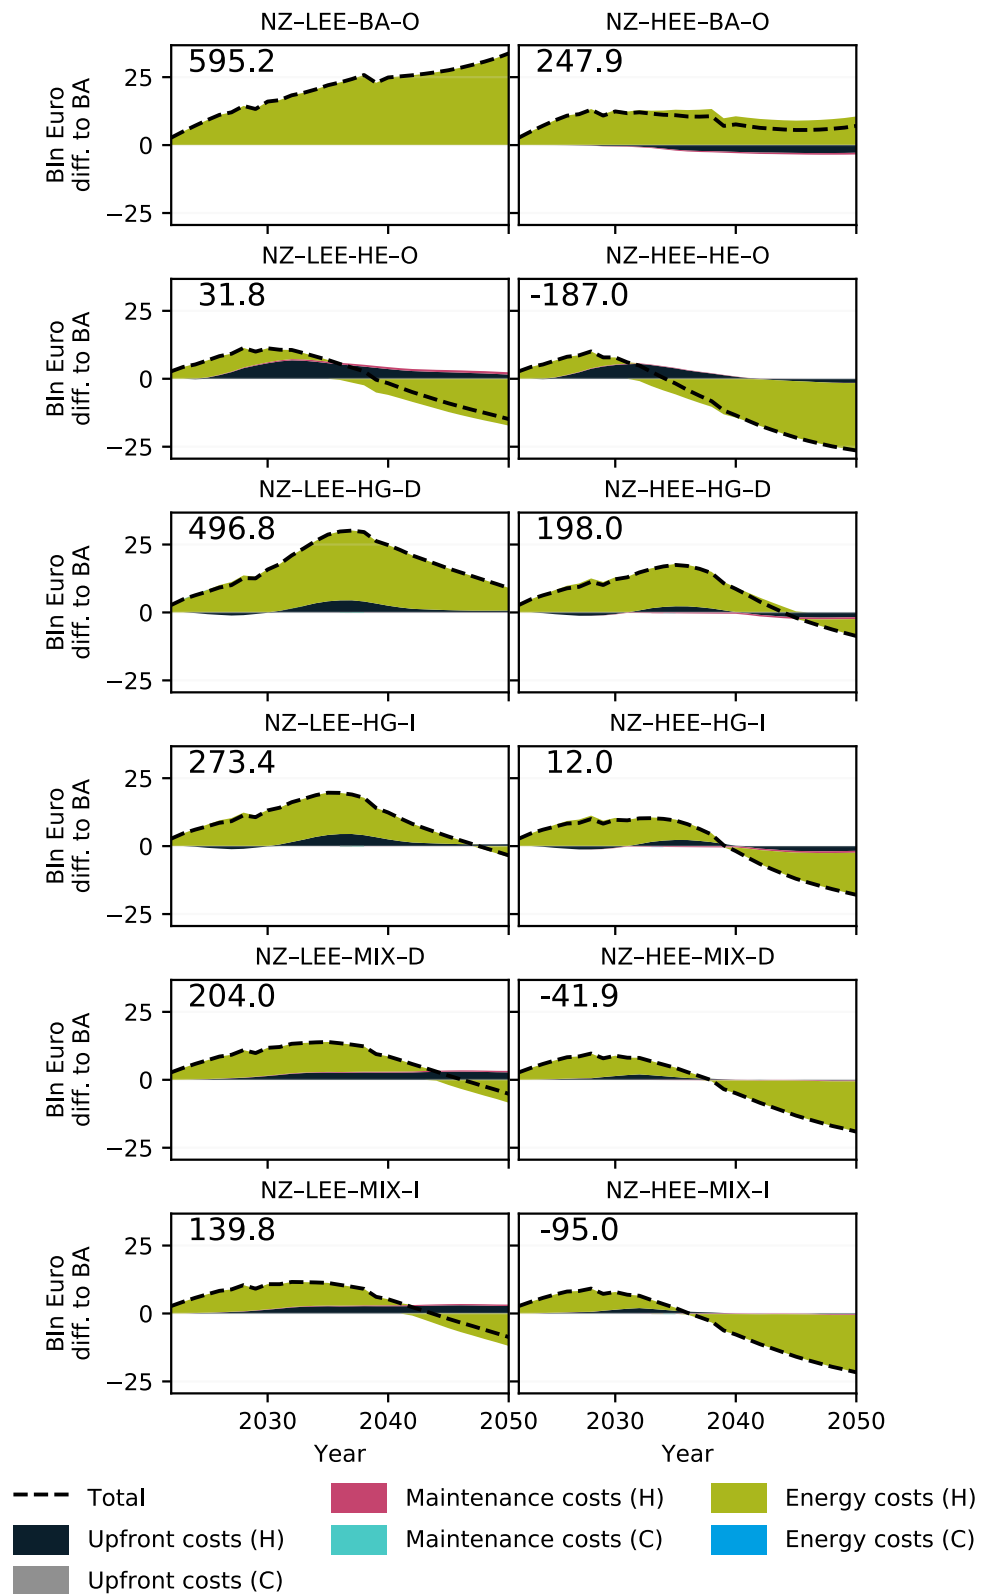 NZ–LEE–BA–O NZ–HEE–BA–O
595.2 247.9
Bln Euro
diff. to BA
25
0
−25
NZ–LEE-HE–O NZ–HEE–HE–O
31.8 -187.0
Bln Euro
diff. to BA
25
0
−25
NZ–LEE–HG–D NZ–HEE–HG–D
496.8 198.0
Bln Euro
diff. to BA
25
0
−25
NZ–LEE–HG–I NZ–HEE–HG–I
273.4 12.0
Bln Euro
diff. to BA
25
0
−25
NZ–LEE–MIX–D NZ–HEE–MIX–D
204.0 -41.9
Bln Euro
diff. to BA
25
0
−25
NZ–LEE–MIX–I NZ–HEE–MIX–I
139.8 -95.0
Bln Euro
diff. to BA
25
0
−25
2030 2040 2050 2030 2040 2050
Year Year
Total Maintenance costs (H) Energy costs (H)
Upfront costs (H) Maintenance costs (C) Energy costs (C)
Upfront costs (C)